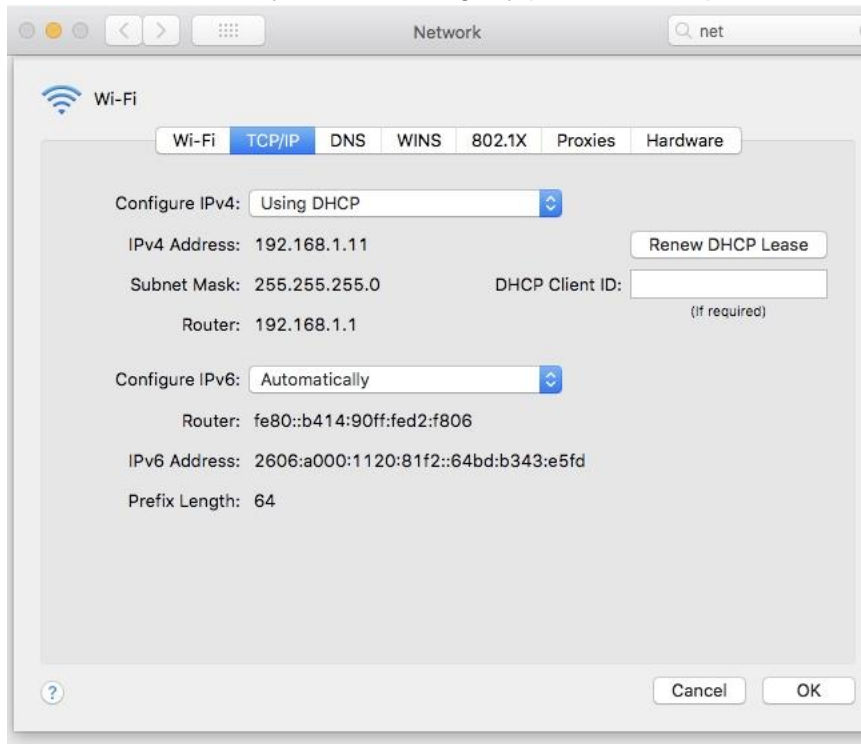 Network
net
Wi-Fi
Wi-Fi TCP/IP DNS WINS 802.1X Proxies Hardware
Configure IPv4: Using DHCP
IPv4 Address: 192.168.1.11 Renew DHCP Lease
Subnet Mask: 255.255.255.0 DHCP Client ID:
(If required)
Router: 192.168.1.1
Configure IPv6: Automatically
Router: fe80::b414:90ff:fed2:f806
IPv6 Address: 2606:a000:1120:81f2::64bd:b343:e5fd
Prefix Length: 64
? Cancel OK